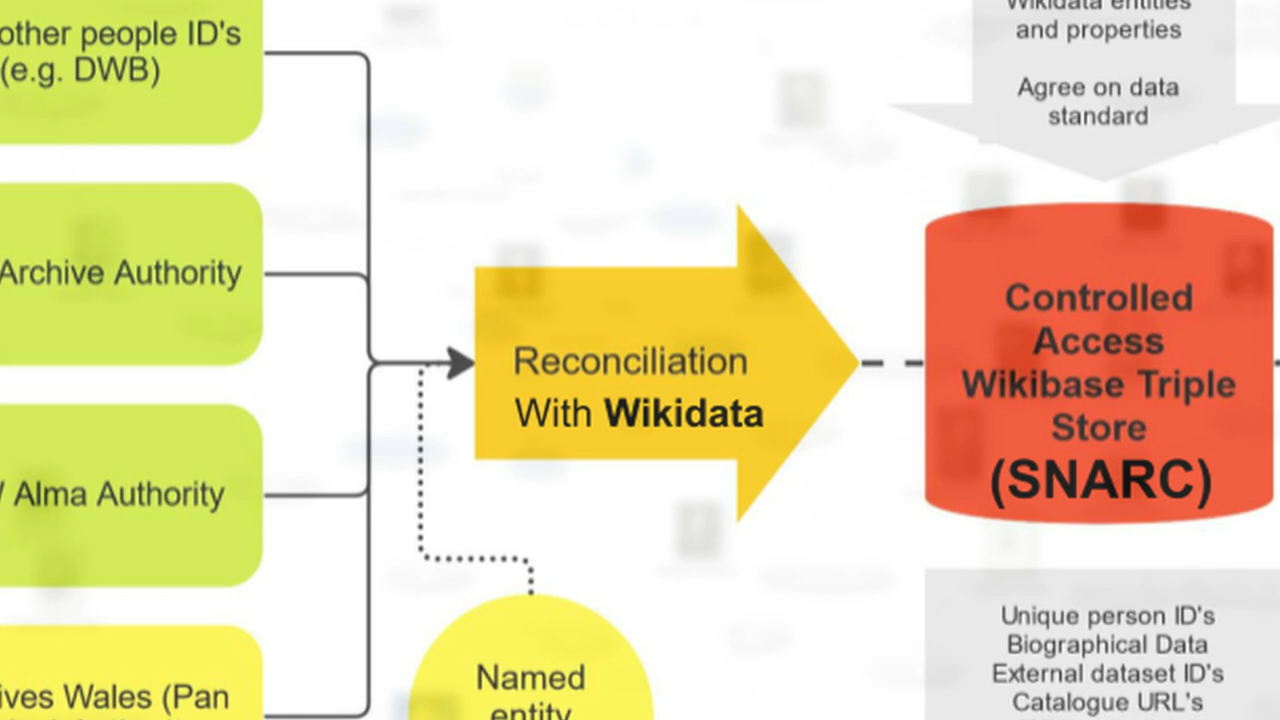 other people ID's
(e.g. DWB)
Archive Authority
Alma Authority
ives Wales (Pan
Reconciliation
With Wikidata
Named
entity
Wikidata entities
and properties
Agree on data
standard
Controlled
Access
Wikibase Triple
Store
(SNARC)
Unique person ID's
Biographical Data
External dataset ID's
Catalogue URL's